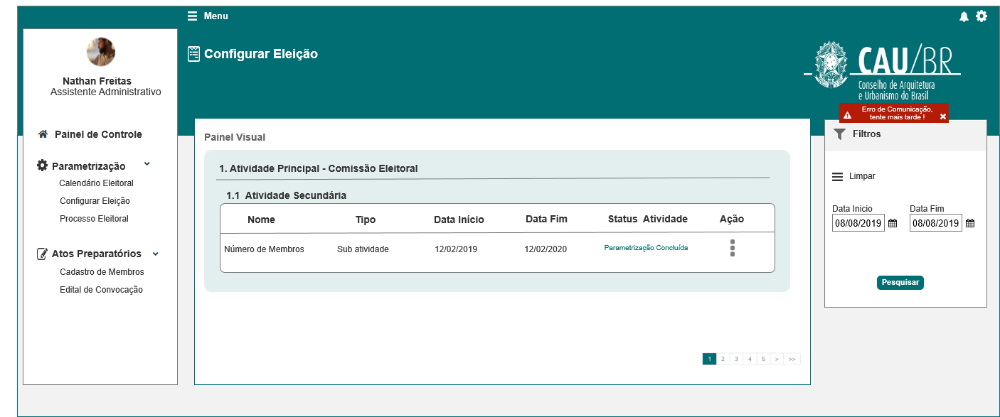 Menu
Configurar Eleição
CAU/BR
Conselho de Arquitetura
e Urbanismo do Brasil
Erro de Comunicação,
tente mais tarde !
Nathan Freitas
Assistente Administrativo
Painel de Controle
Parametrização
Calendário Eleitoral
Configurar Eleição
Processo Eleitoral
Atos Preparatórios
Cadastro de Membros
Edital de Convocação
Painel Visual
1. Atividade Principal - Comissão Eleitoral
1.1 Atividade Secundária
Nome Tipo Data Início Data Fim Status Atividade Ação
Número de Membros Sub atividade 12/02/2019 12/02/2020 Parametrização Concluída
1 2 3 4 5 > >>
Filtros
Limpar
Data Inicio Data Fim
08/08/2019 08/08/2019
Pesquisar